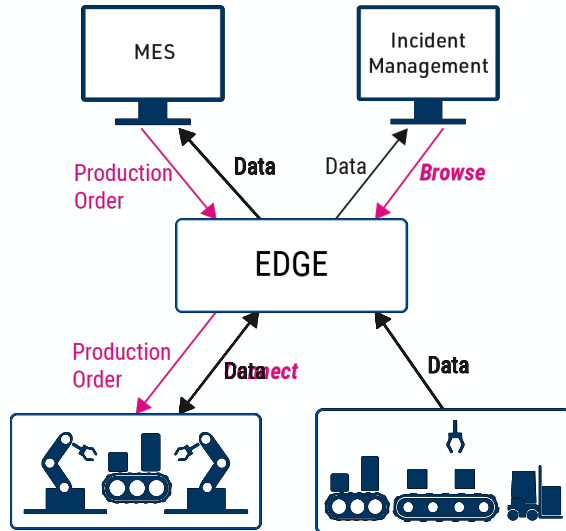 MES
Incident
Management
Production
Order
Data
Data
Browse
EDGE
Production
Order
Data
Data